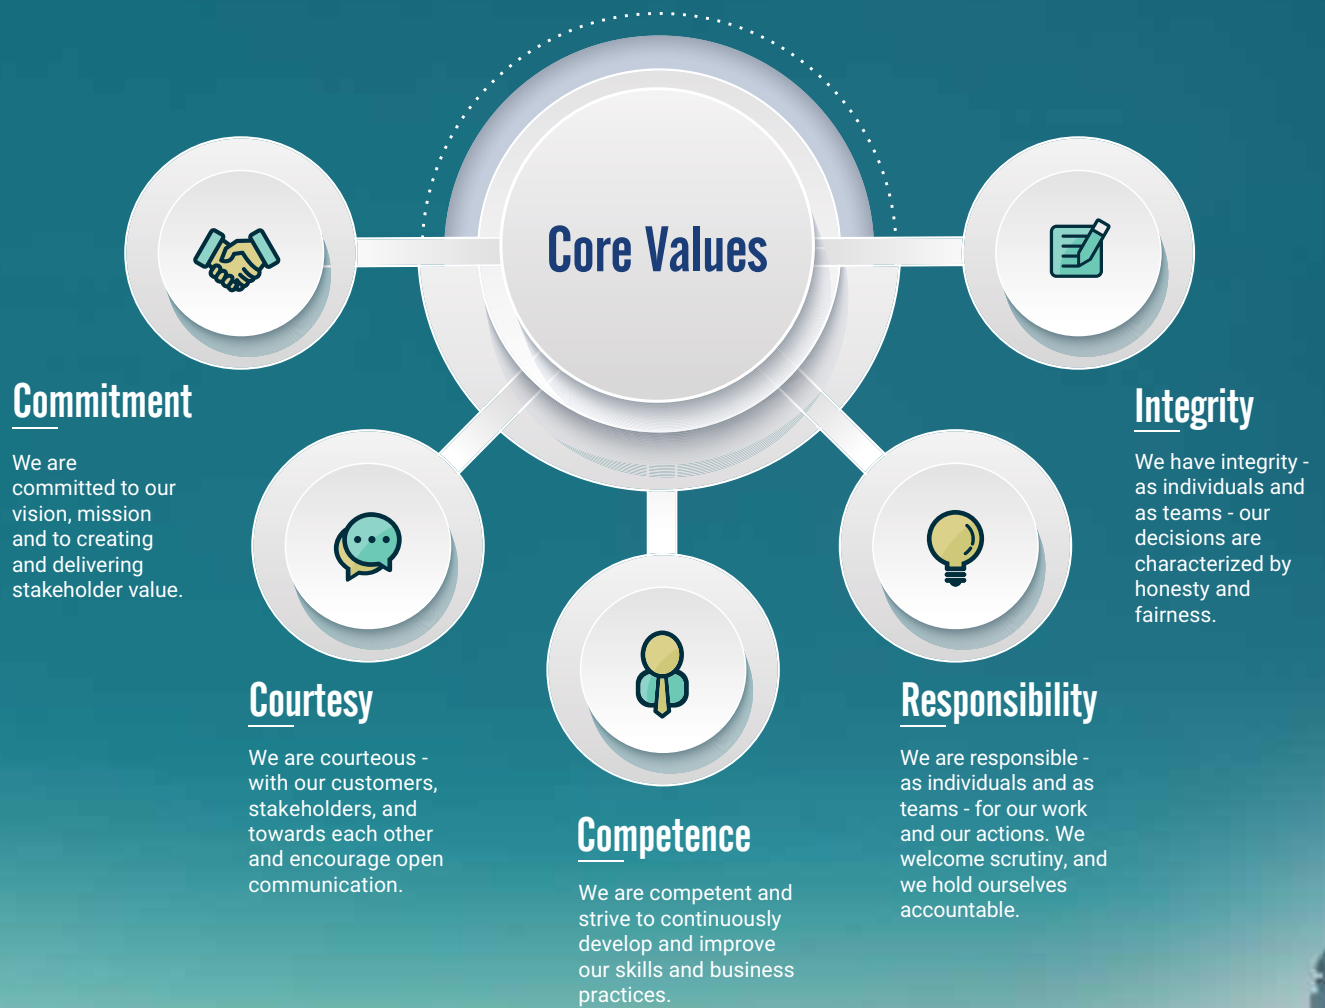 Core Values
Commitment
We are
committed to our
vision, mission
and to creating
and delivering
stakeholder value.
Courtesy
We are courteous -
with our customers,
stakeholders, and
towards each other
and encourage open
communication.
Competence
We are competent and
strive to continuously
develop and improve
our skills and business
practices.
Responsibility
We are responsible -
as individuals and as
teams - for our work
and our actions. We
welcome scrutiny, and
we hold ourselves
accountable.
Integrity
We have integrity -
as individuals and
as teams - our
decisions are
characterized by
honesty and
fairness.